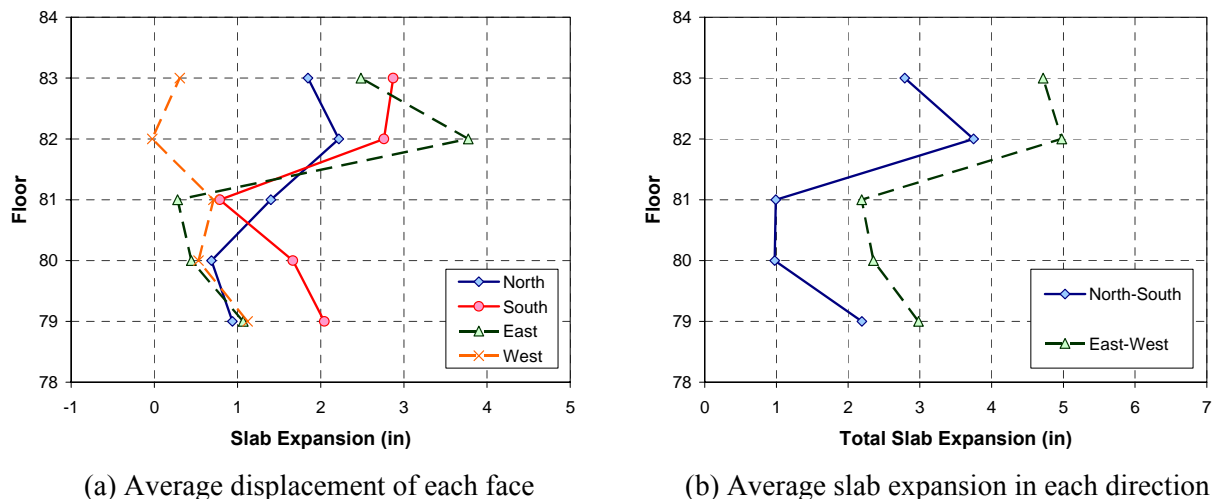 84
83
82
81
80
79
78
Floor
-1 0 1 2 3 4 5
Slab Expansion (in)
North
South
East
West
(a) Average displacement of each face
84
83
82
81
80
79
78
Floor
0 1 2 3 4 5 6 7
Total Slab Expansion (in)
North-South
East-West
(b) Average slab expansion in each direction